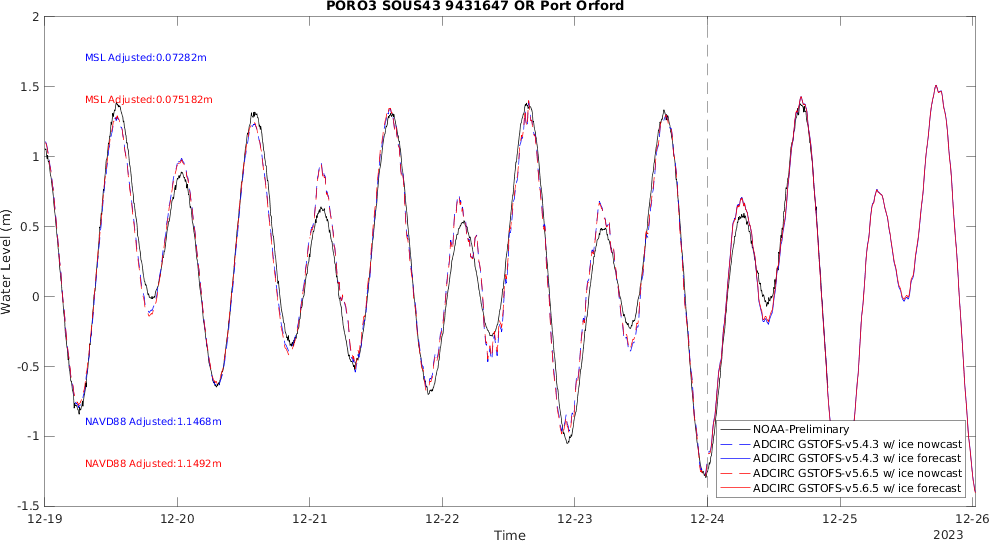 PORO3 SOUS43 9431647 OR Port Orford
2
1.5
1
0.5
0
-0.5
-1
-1.5
Water Level (m)
MSL Adjusted:0.07282m
MSL Adjusted:0.075182m
NAVD88 Adjusted:1.1468m
NAVD88 Adjusted:1.1492m
NOAA-Preliminary
ADCIRC GSTOFS-v5.4.3 w/ ice nowcast
ADCIRC GSTOFS-v5.4.3 w/ ice forecast
ADCIRC GSTOFS-v5.6.5 w/ ice nowcast
ADCIRC GSTOFS-v5.6.5 w/ ice forecast
12-19 12-20 12-21 12-22 12-23 12-24 12-25 12-26
Time
2023